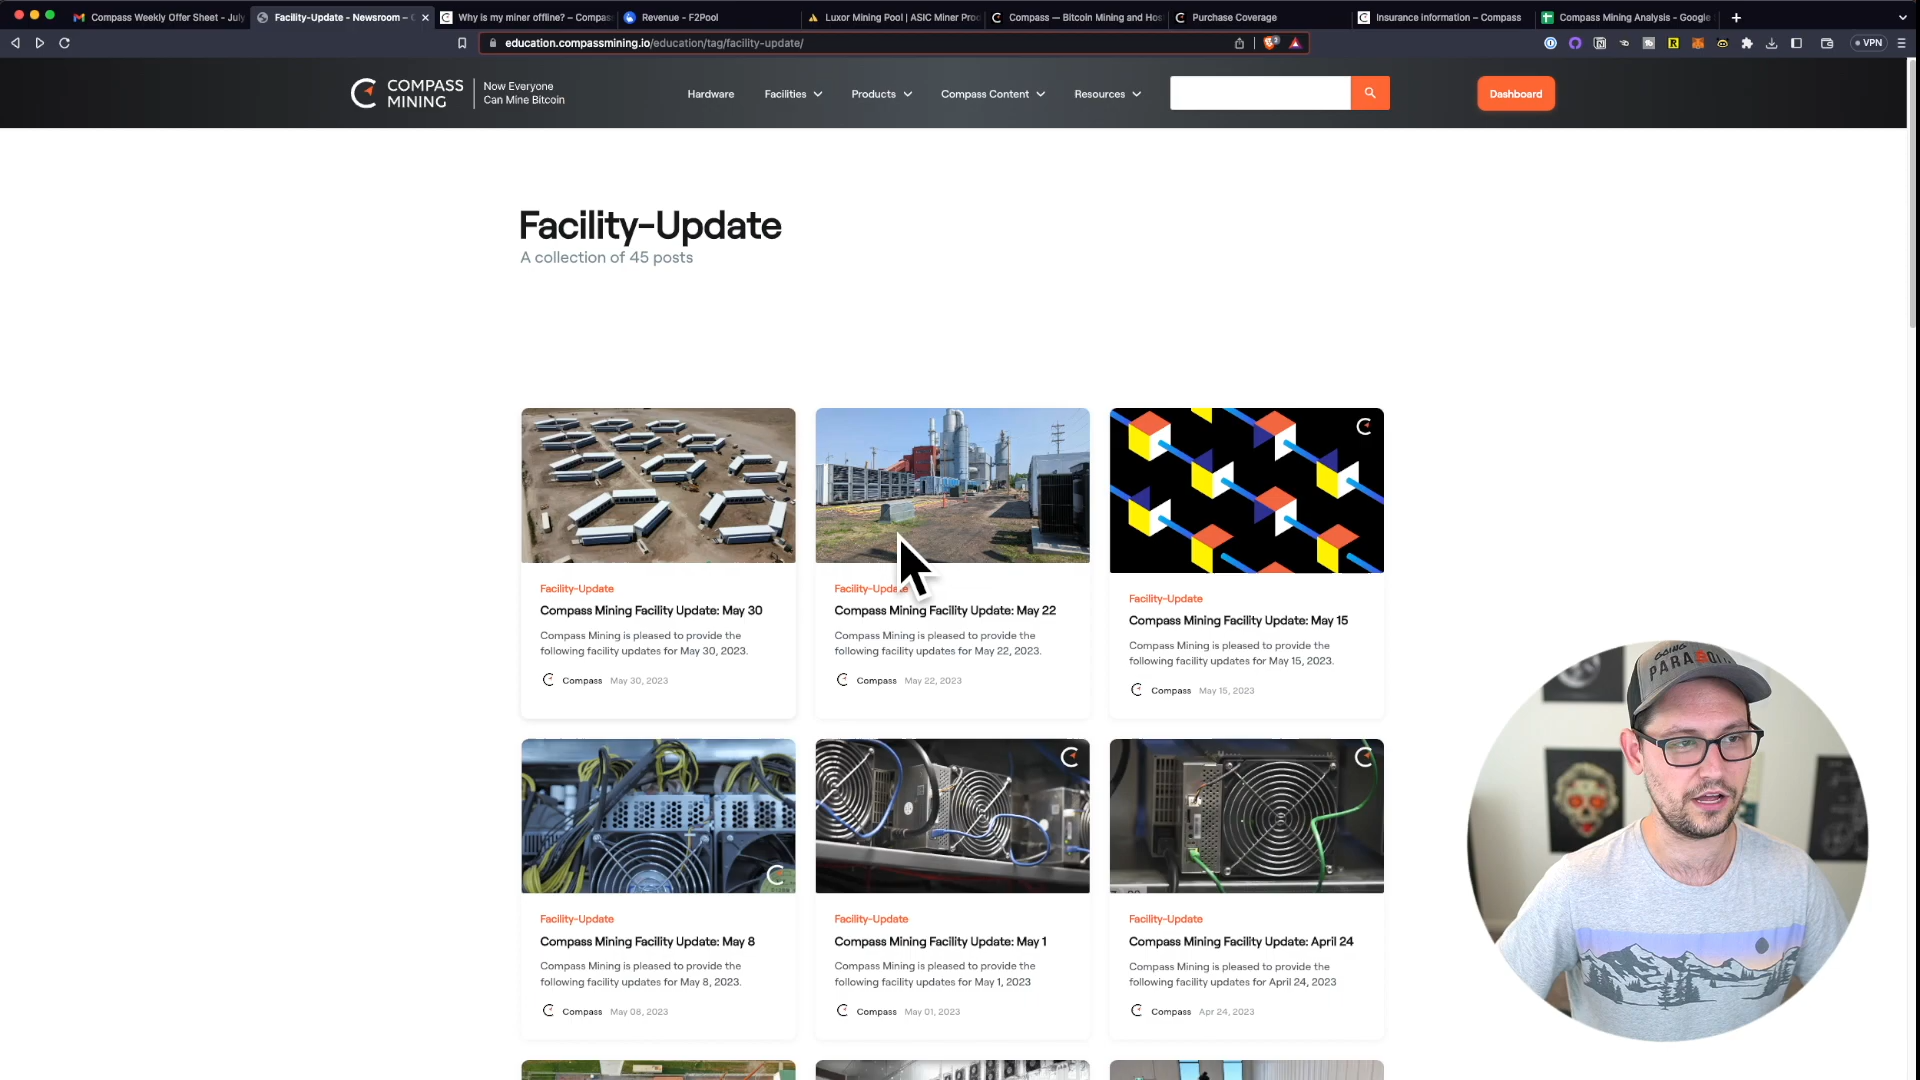 Compass Weekly Offer Sheet - July
Facility-Update - Newsroom –
Why is my miner offline? – Compas
Revenue - F2Pool
Luxor Mining Pool | ASIC Miner Pro
Compass — Bitcoin Mining and Hos
Purchase Coverage
Insurance information – Compass
Compass Mining Analysis - Google
education.compassmining.io/education/tag/facility-update/
VPN
COMPASS
MINING
Now Everyone
Can Mine Bitcoin
Hardware
Facilities
Products
Compass Content
Resources
Dashboard
Facility-Update
A collection of 45 posts
Facility-Update
Compass Mining Facility Update: May 30
Compass Mining is pleased to provide the
following facility updates for May 30, 2023.
Compass May 30, 2023
Facility-Update
Compass Mining Facility Update: May 22
Compass Mining is pleased to provide the
following facility updates for May 22, 2023.
Compass May 22, 2023
Facility-Update
Compass Mining Facility Update: May 15
Compass Mining is pleased to provide the
following facility updates for May 15, 2023.
Compass May 15, 2023
Facility-Update
Compass Mining Facility Update: May 8
Compass Mining is pleased to provide the
following facility updates for May 8, 2023.
Compass May 08, 2023
Facility-Update
Compass Mining Facility Update: May 1
Compass Mining is pleased to provide the
following facility updates for May 1, 2023
Compass May 01, 2023
Facility-Update
Compass Mining Facility Update: April 24
Compass Mining is pleased to provide the
following facility updates for April 24, 2023
Compass Apr 24, 2023
GOING